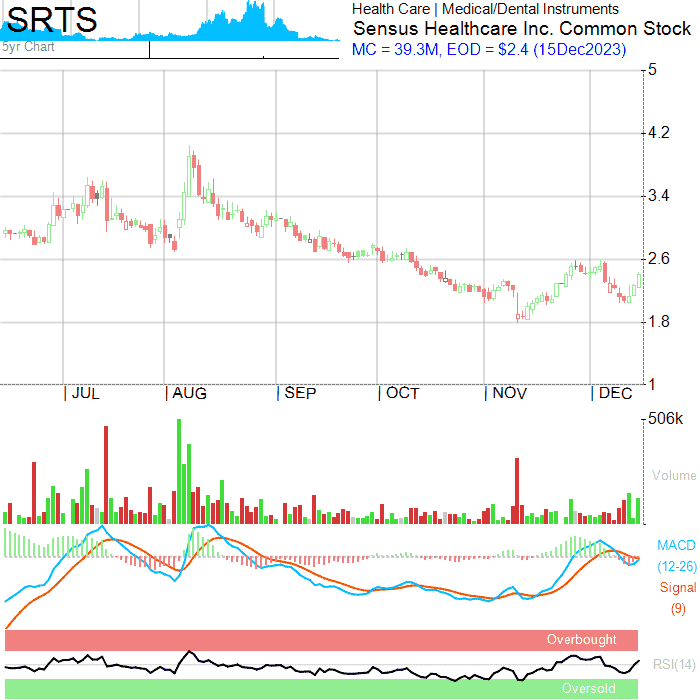 SRTS
5yr Chart
Health Care | Medical/Dental Instruments
Sensus Healthcare Inc. Common Stock
MC = 39.3M, EOD = $2.4 (15Dec2023)
5
4.2
3.4
2.6
1.8
1
JUL AUG SEP OCT NOV DEC
506k
Volume
MACD
(12-26)
Signal
(9)
Overbought
RSI(14)
Oversold